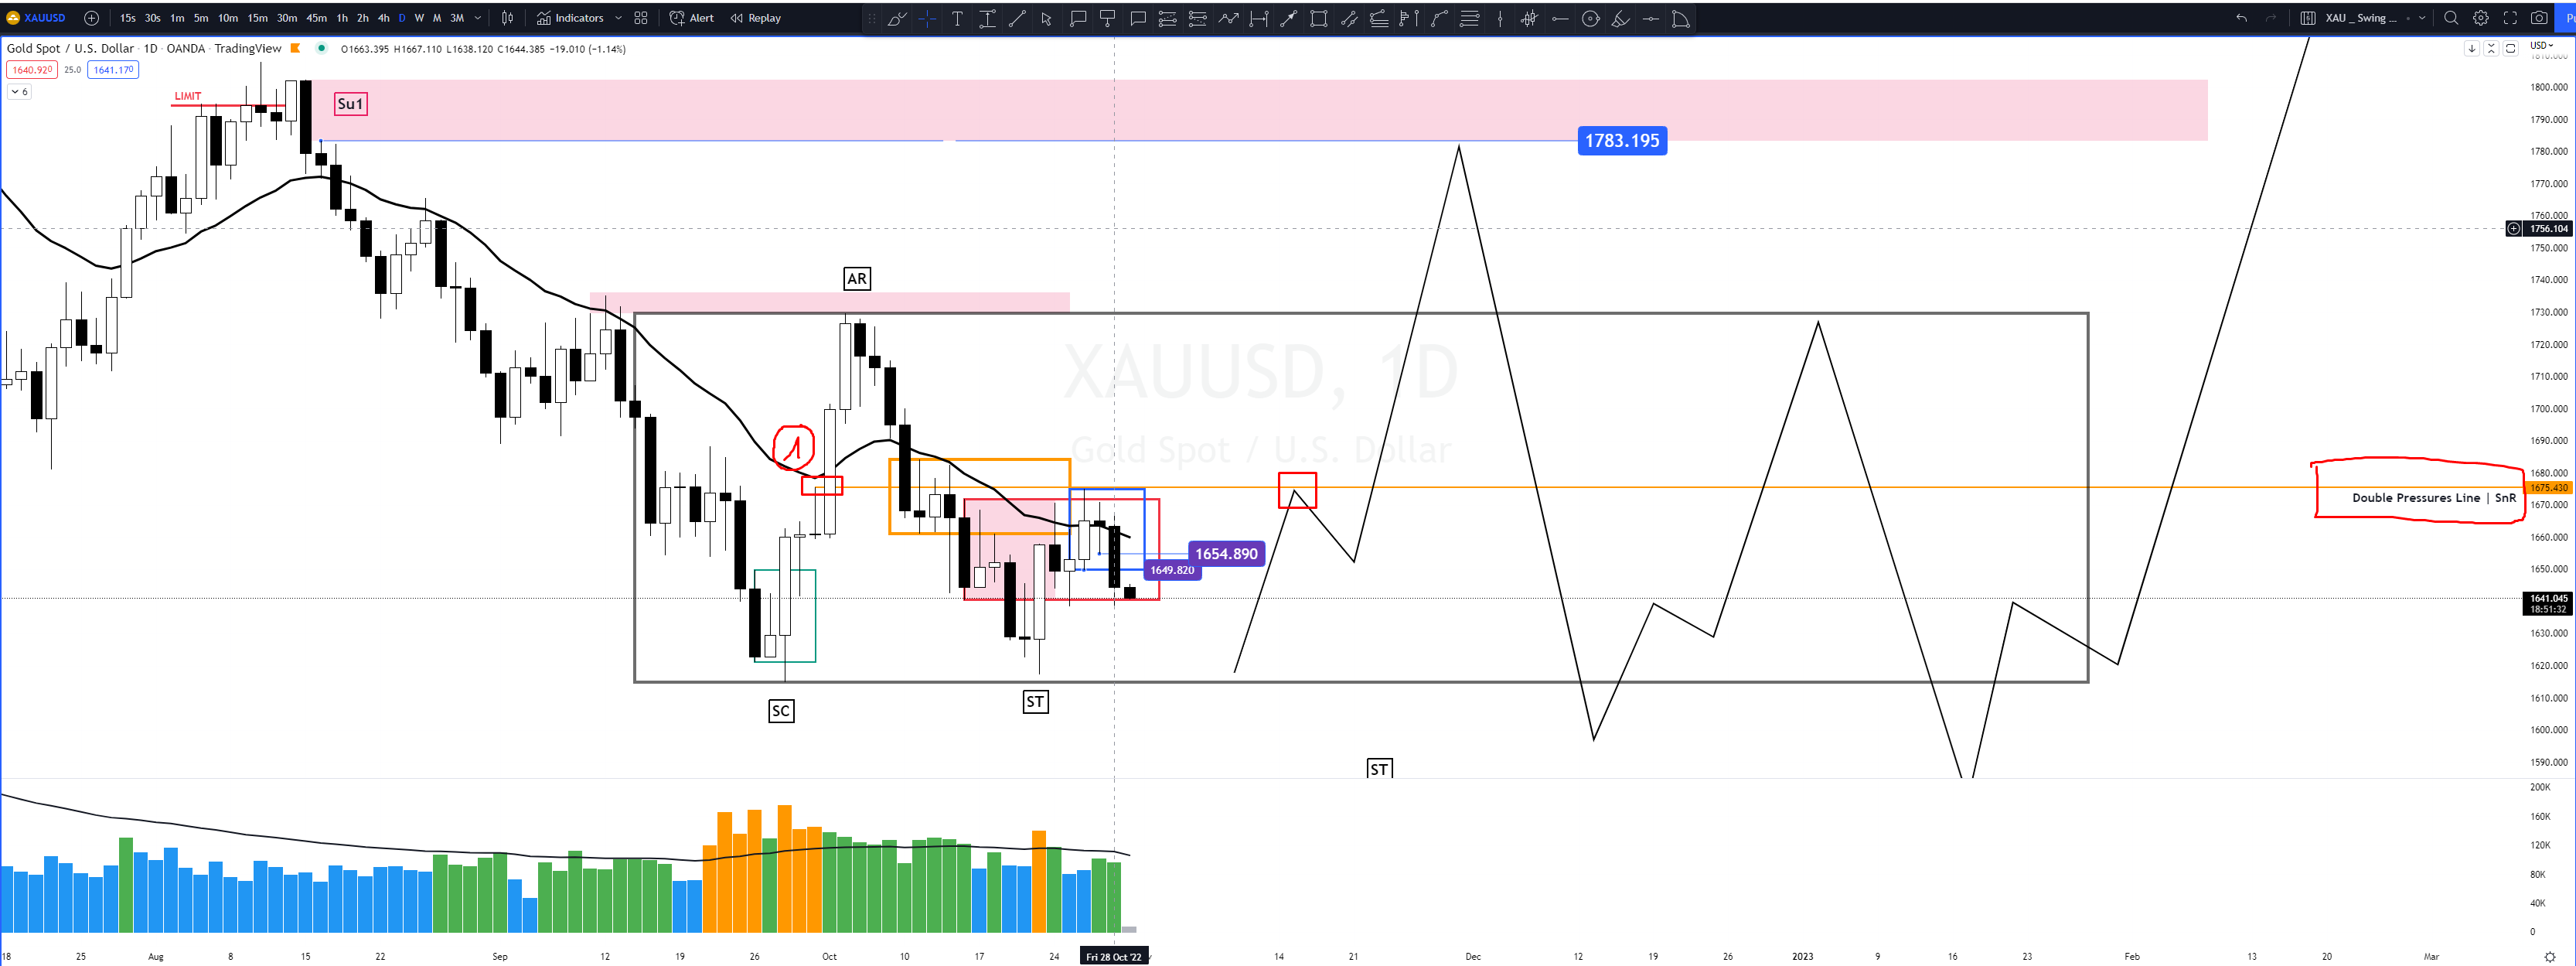 XAUUSD 15s 30s 1m 5m 10m 15m 30m 45m 1h 2h 4h D W M 3M Indicators Alert Replay XAU _ Swing ...
Gold Spot / U.S. Dollar · 1D · OANDA · TradingView O1663.395 H1667.110 L1638.120 C1644.385 −19.010 (−1.14%)
USD
1640.920 25.0 1641.170
6
LIMIT
Su1
1783.195
AR
XAUUSD, 1D
Gold Spot / U.S. Dollar
1
Double Pressures Line | SnR
1654.890
1649.820
SC
ST
ST
1810.000
1800.000
1790.000
1780.000
1770.000
1760.000
1756.104
1750.000
1740.000
1730.000
1720.000
1710.000
1700.000
1690.000
1680.000
1675.430
1670.000
1660.000
1650.000
1641.045
18:51:32
1630.000
1620.000
1610.000
1600.000
1590.000
200K
160K
120K
80K
40K
0
18 25 Aug 8 15 22 Sep 12 19 26 Oct 10 17 24 Fri 28 Oct '22 14 21 Dec 12 19 26 2023 9 16 23 Feb 13 20 Mar